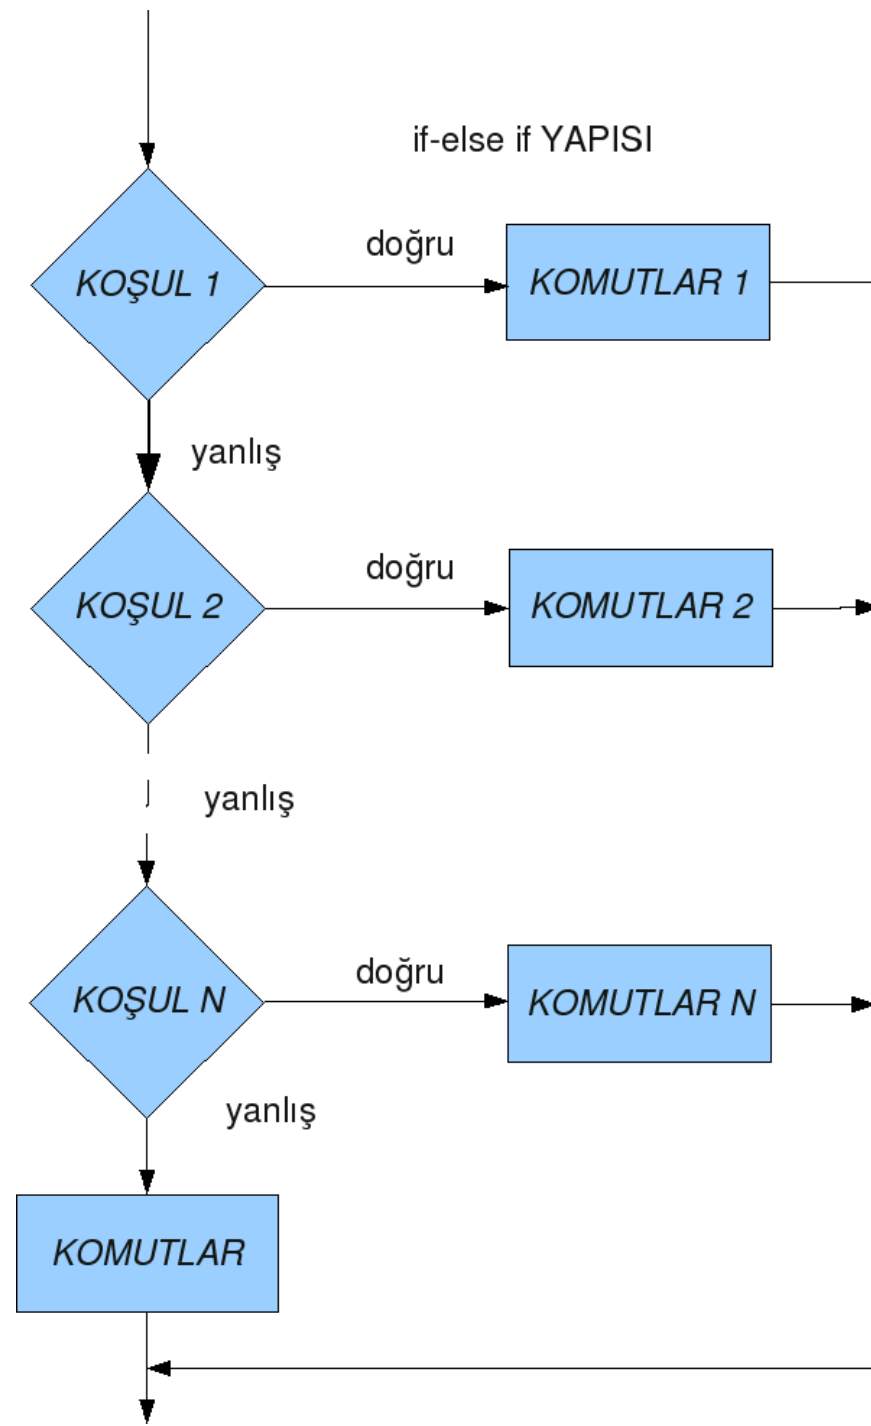 if-else if YAPISI
doğru
KOŞUL 1
KOMUTLAR 1
yanlış
doğru
KOŞUL 2
KOMUTLAR 2
yanlış
doğru
KOŞUL N
KOMUTLAR N
yanlış
KOMUTLAR